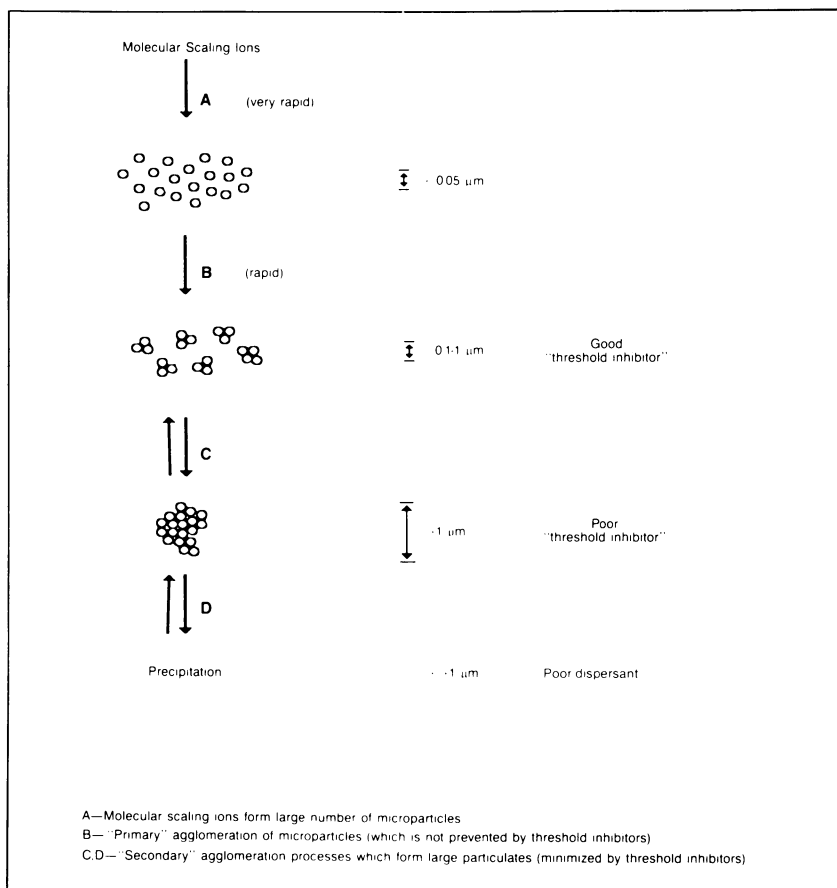 Molecular Scaling Ions
A (very rapid)
· 0 05 µm
B (rapid)
0 1-1 µm Good
"threshold inhibitor"
C
·1 µm Poor
"threshold inhibitor"
D
Precipitation · ·1 µm Poor dispersant
A—Molecular scaling ions form large number of microparticles
B— "Primary" agglomeration of microparticles (which is not prevented by threshold inhibitors)
C.D— "Secondary" agglomeration processes which form large particulates (minimized by threshold inhibitors)